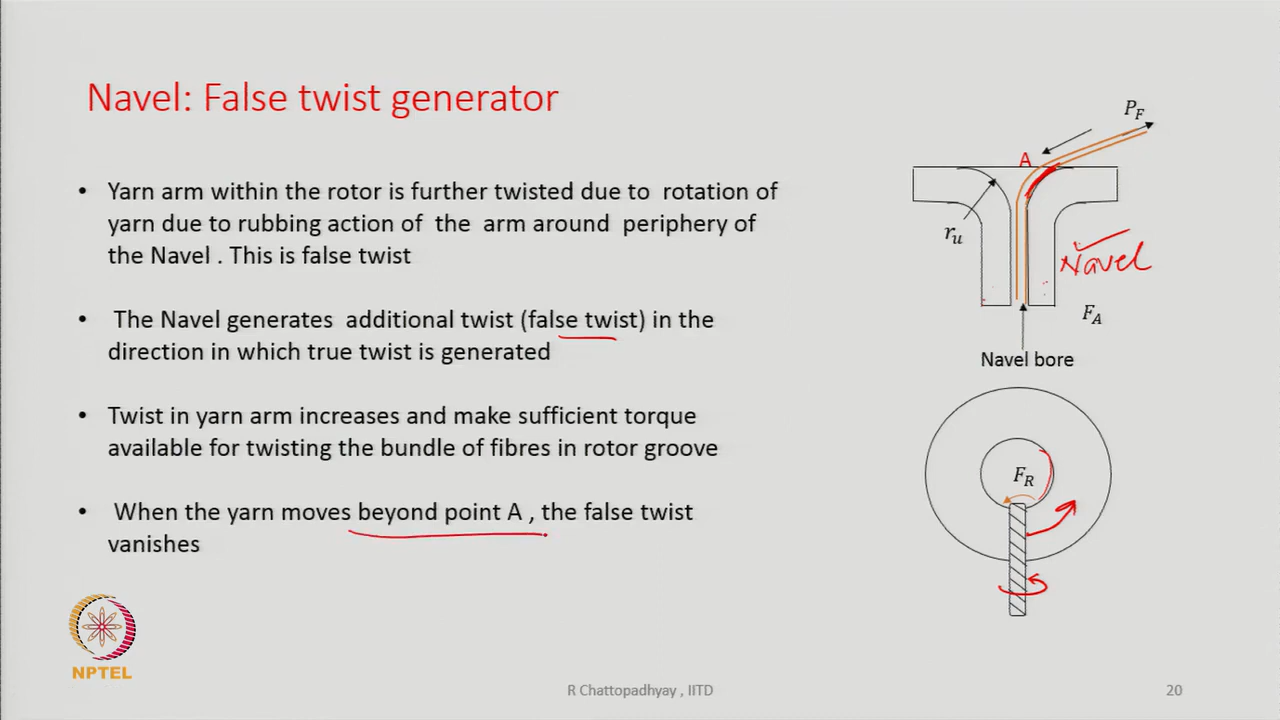 Navel: False twist generator
• Yarn arm within the rotor is further twisted due to rotation of
yarn due to rubbing action of the arm around periphery of
the Navel . This is false twist
• The Navel generates additional twist (false twist) in the
direction in which true twist is generated
• Twist in yarn arm increases and make sufficient torque
available for twisting the bundle of fibres in rotor groove
• When the yarn moves beyond point A , the false twist
vanishes
P_F
A
r_u
Navel
F_A
Navel bore
F_R
NPTEL
R Chattopadhyay , IITD
20